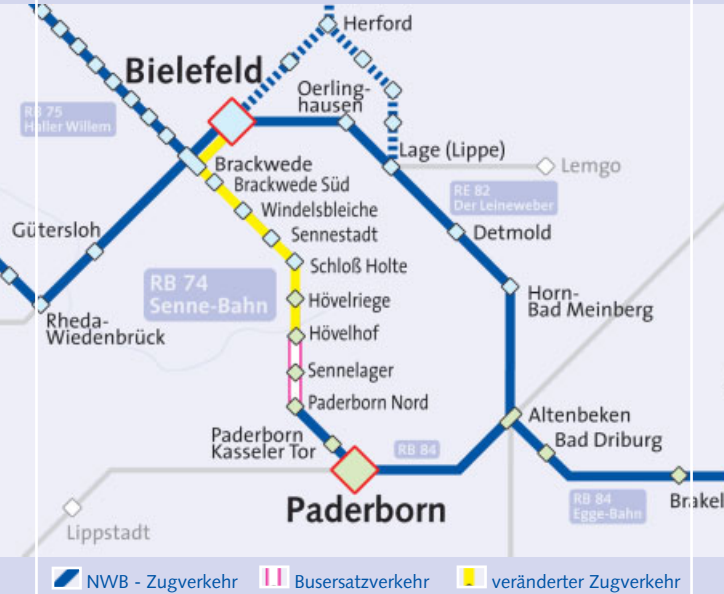 Herford
Bielefeld
Oerling-
hausen
RB 75
Haller Willem
Lage (Lippe)
Brackwede
Lemgo
Brackwede Süd
RE 82
Der Leineweber
Windelsbleiche
Gütersloh
Sennestadt
Detmold
Schloß Holte
RB 74
Senne-Bahn
Hövelriege
Horn-
Bad Meinberg
Rheda-
Wiedenbrück
Hövelhof
Sennelager
Paderborn Nord
Altenbeken
Paderborn
Kasseler Tor
Bad Driburg
RB 84
Paderborn
RB 84
Egge-Bahn
Brakel
Lippstadt
NWB - Zugverkehr
Busersatzverkehr
veränderter Zugverkehr